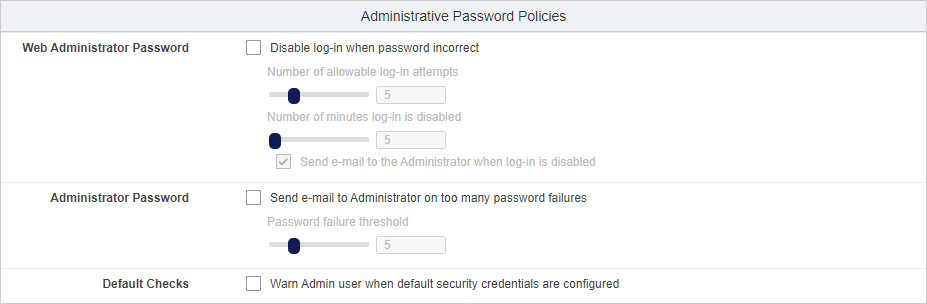 Administrative Password Policies
Web Administrator Password
Disable log-in when password incorrect
Number of allowable log-in attempts
5
Number of minutes log-in is disabled
5
Send e-mail to the Administrator when log-in is disabled
Administrator Password
Send e-mail to Administrator on too many password failures
Password failure threshold
5
Default Checks
Warn Admin user when default security credentials are configured